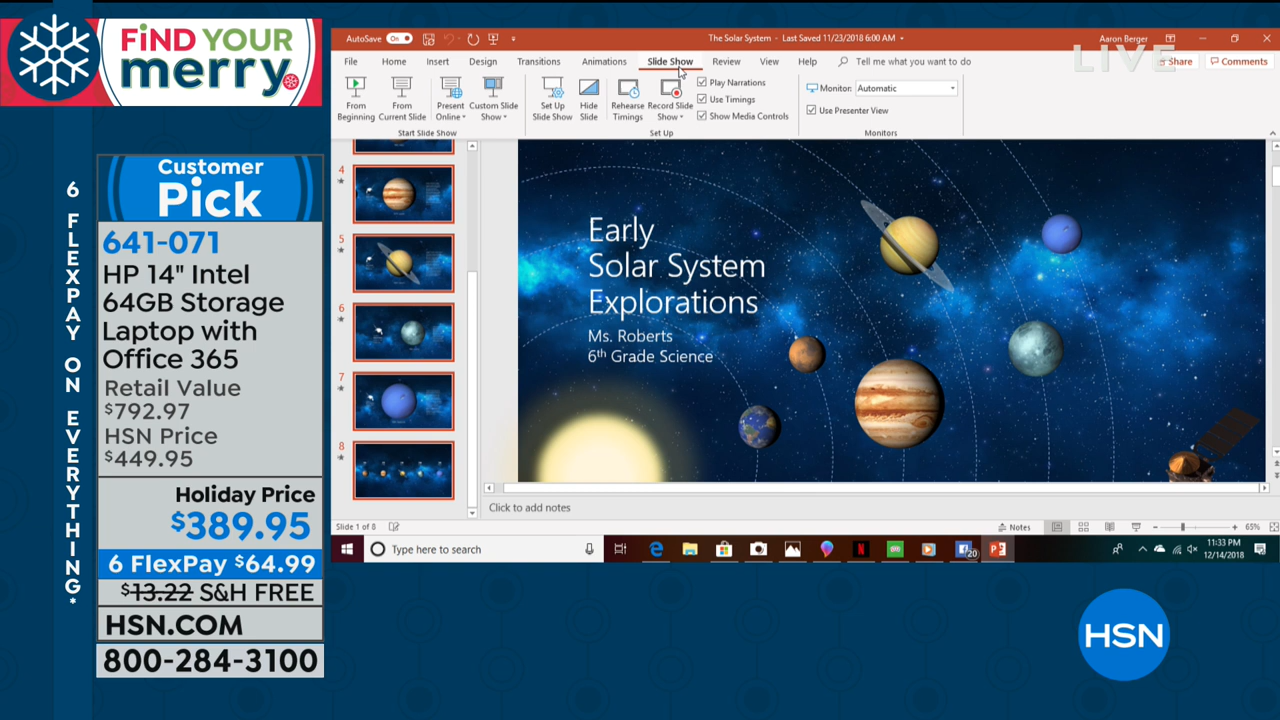 FiND YOUR
merry
6 FLEXPAY ON EVERYTHING*
Customer
Pick
641-071
HP 14" Intel
64GB Storage
Laptop with
Office 365
Retail Value
$792.97
HSN Price
$449.95
Holiday Price
$389.95
6 FlexPay $64.99
$13.22 S&H FREE
HSN.COM
800-284-3100
AutoSave On
The Solar System - Last Saved 11/23/2018 6:00 AM
Aaron Berger
LIVE
File Home Insert Design Transitions Animations Slide Show Review View Help Tell me what you want to do Share Comments
From Beginning
From Current Slide
Present Online
Custom Slide Show
Set Up Slide Show
Hide Slide
Rehearse Timings
Record Slide Show
Play Narrations
Use Timings
Show Media Controls
Monitor: Automatic
Use Presenter View
Start Slide Show
Set Up
Monitors
4
5
6
7
8
Early
Solar System
Explorations
Ms. Roberts
6th Grade Science
Click to add notes
Slide 1 of 8
Notes
65%
Type here to search
20
11:33 PM
12/14/2018
HSN